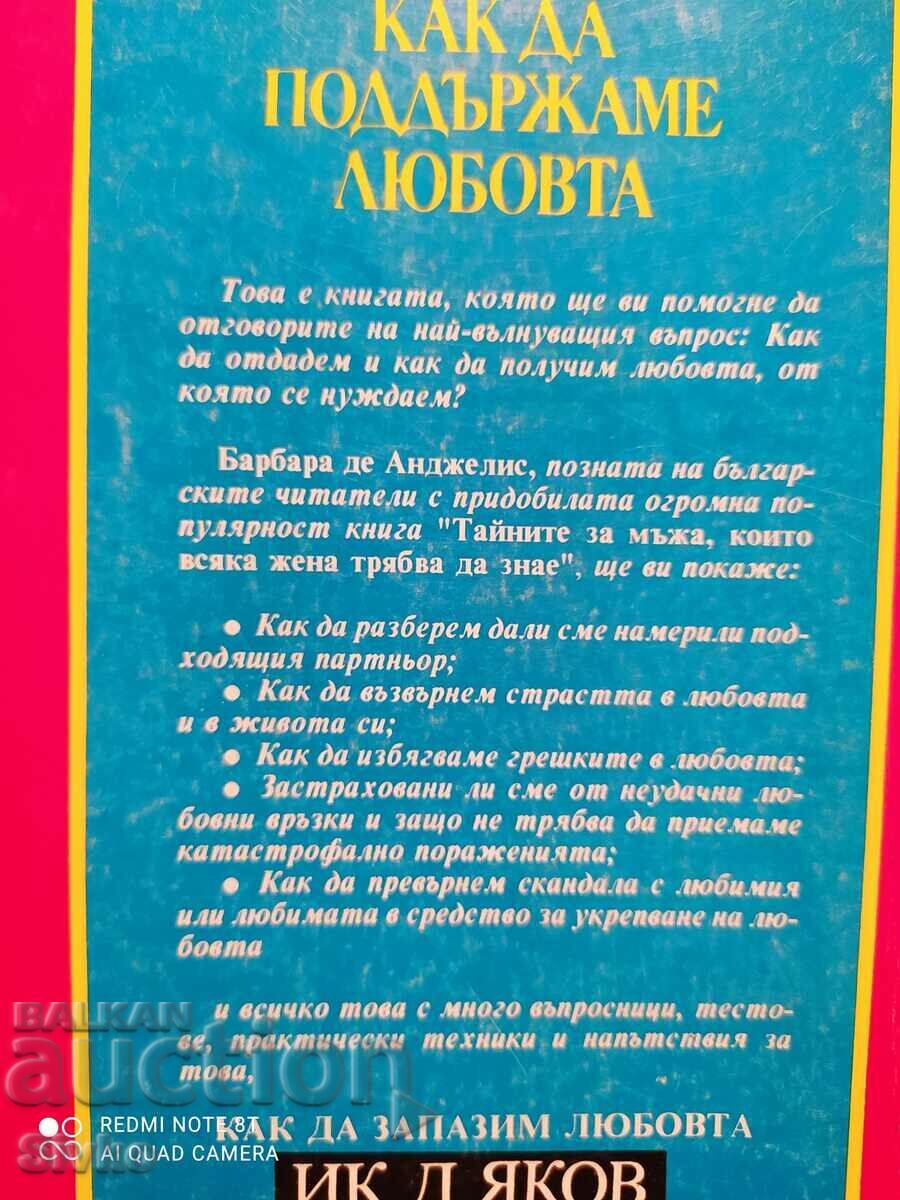 КАК ДА
ПОДДЪРЖАМЕ
ЛЮБОВТА
Това е книгата, която ще ви помогне да
отговорите на най-вълнуващия въпрос: Как
да отдадем и как да получим любовта, от
която се нуждаем?
Барбара де Анджелис, позната на българ-
ските читатели с придобилата огромна по-
пулярност книга "Тайните за мъжа, които
всяка жена трябва да знае", ще ви покаже:
● Как да разберем дали сме намерили под-
ходящия партньор;
● Как да възвърнем страстта в любовта
и в живота си;
● Как да избягваме грешките в любовта;
● Застраховани ли сме от неудачни лю-
бовни връзки и защо не трябва да приемаме
катастрофално пораженията;
● Как да превърнем скандала с любимия
или любимата в средство за укрепване на лю-
бовта
и всичко това с много въпросници, тесто-
ве, практически техники и напътствия за
това,
КАК ДА ЗАПАЗИМ ЛЮБОВТА
ИК Д ЯКОВ
BALKAN
auction
REDMI NOTE 8T
AI QUAD CAMERA
Sivko